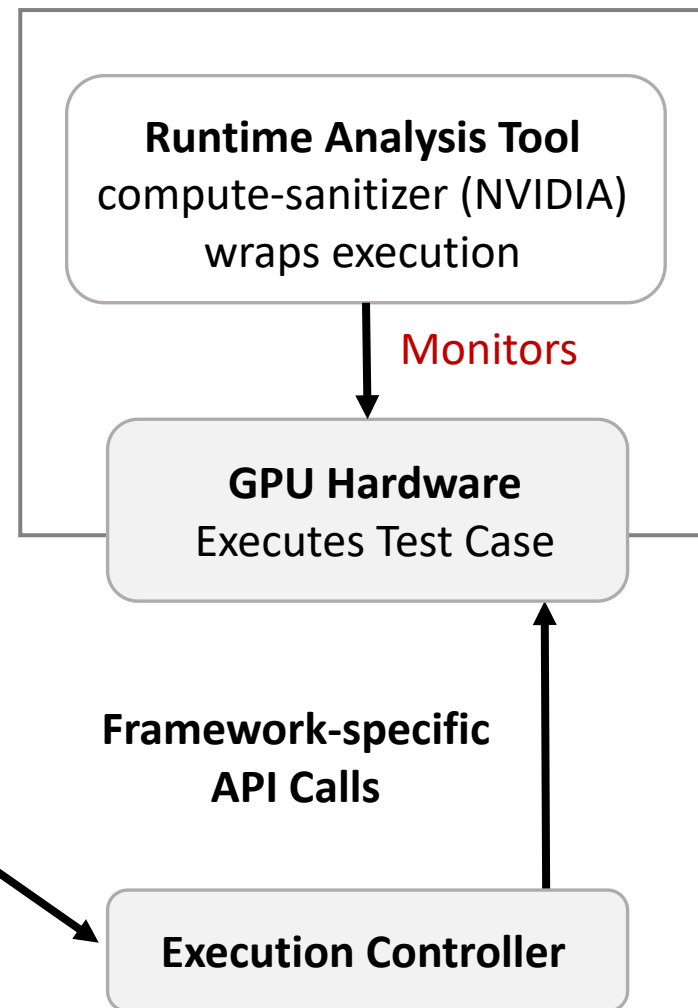 Runtime Analysis Tool
compute-sanitizer (NVIDIA)
wraps execution
Monitors
GPU Hardware
Executes Test Case
Framework-specific
API Calls
Execution Controller